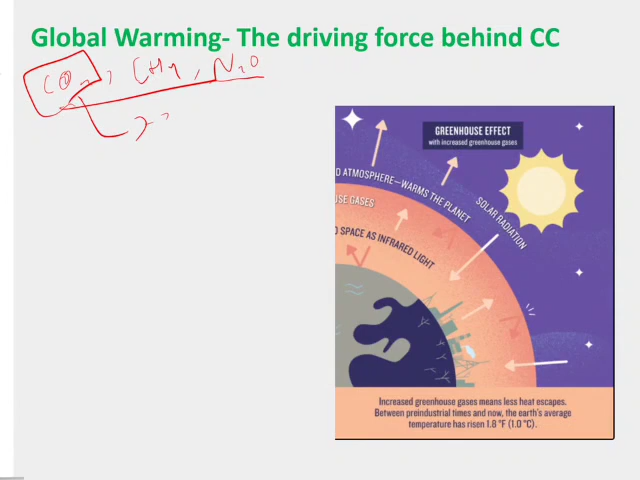 Global Warming- The driving force behind CC
CO2, CH4, N2O
GREENHOUSE EFFECT
with increased greenhouse gases
D ATMOSPHERE—WARMS THE PLANET
SOLAR RADIATION
USE GASES
O SPACE AS INFRARED LIGHT
Increased greenhouse gases means less heat escapes.
Between preindustrial times and now, the earth's average
temperature has risen 1.8 °F (1.0 °C).